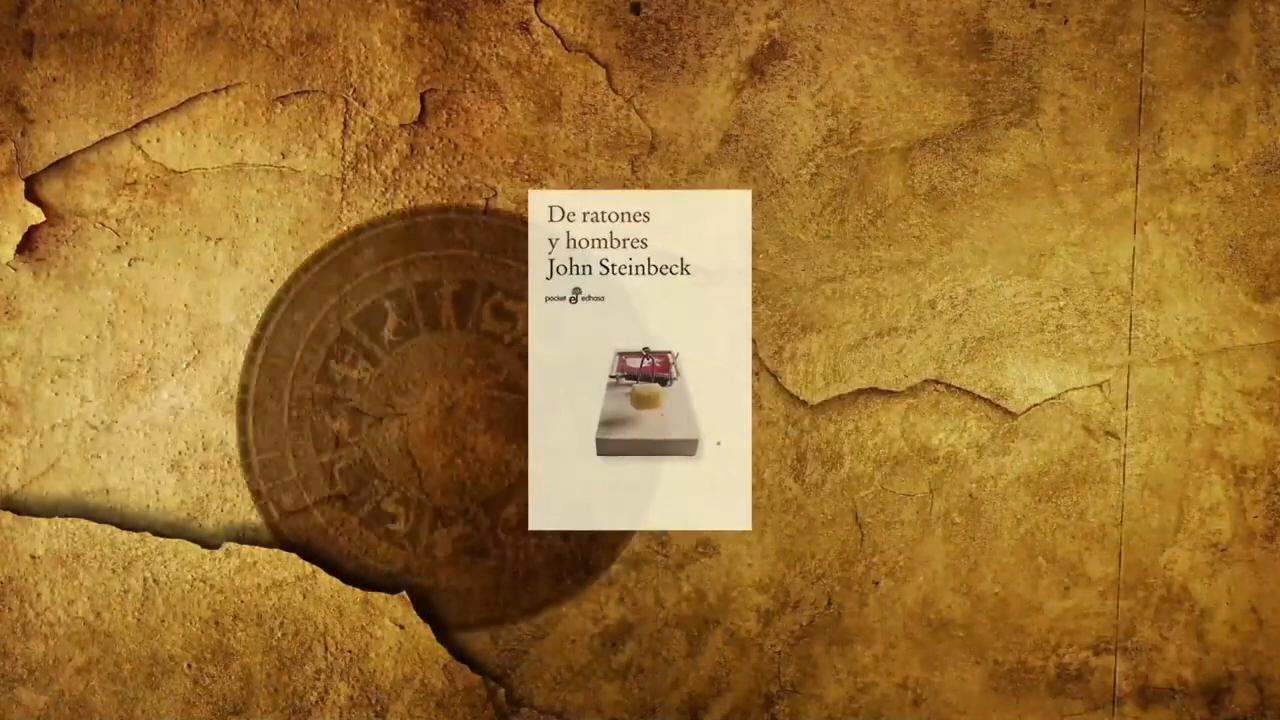 De ratones
y hombres
John Steinbeck
pocket edhasa